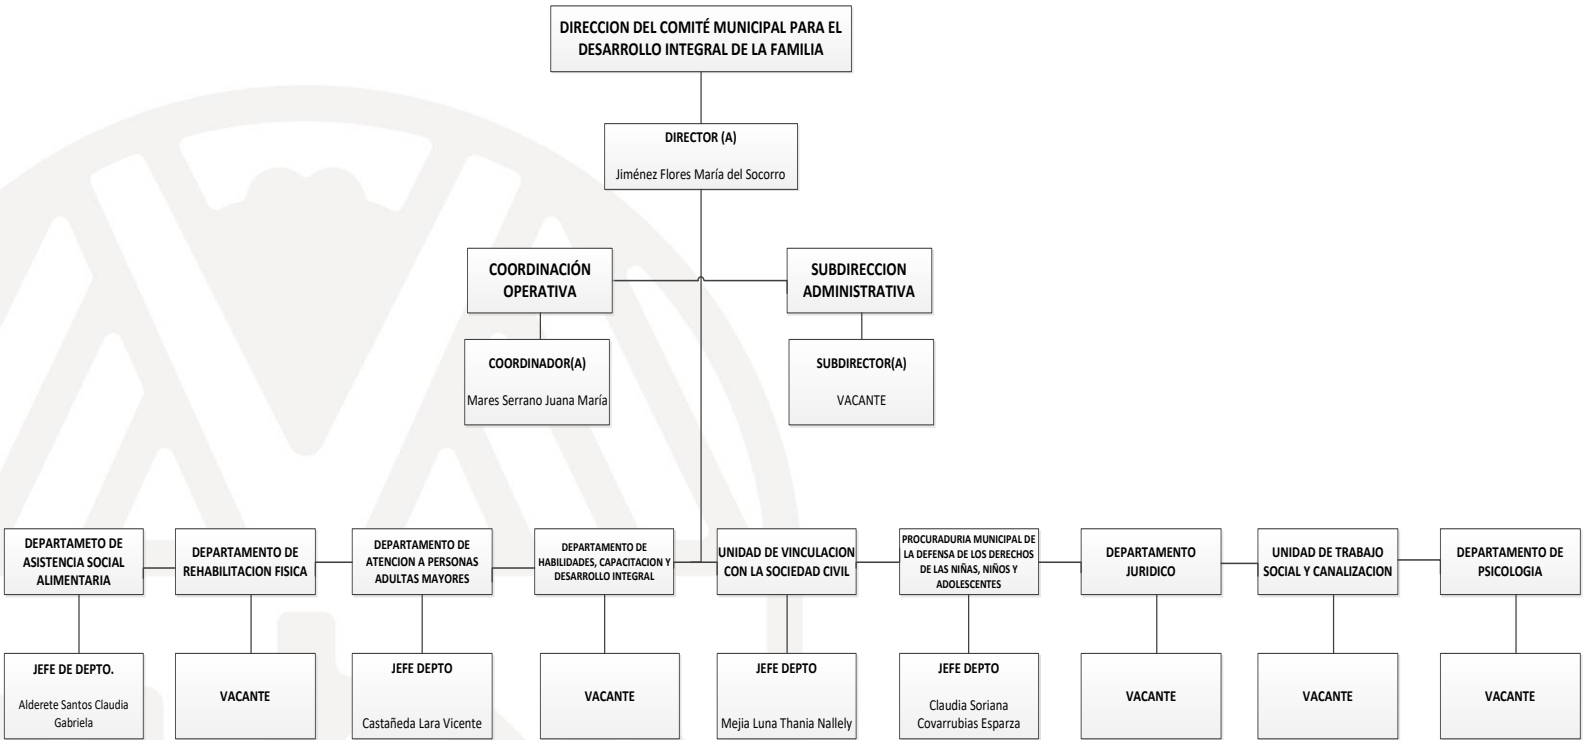 DIRECCION DEL COMITÉ MUNICIPAL PARA EL
DESARROLLO INTEGRAL DE LA FAMILIA
DIRECTOR (A)
Jiménez Flores María del Socorro
COORDINACIÓN
OPERATIVA
SUBDIRECCION
ADMINISTRATIVA
COORDINADOR(A)
Mares Serrano Juana María
SUBDIRECTOR(A)
VACANTE
DEPARTAMETO DE
ASISTENCIA SOCIAL
ALIMENTARIA
DEPARTAMENTO DE
REHABILITACION FISICA
DEPARTAMENTO DE
ATENCION A PERSONAS
ADULTAS MAYORES
DEPARTAMENTO DE
HABILIDADES, CAPACITACION Y
DESARROLLO INTEGRAL
UNIDAD DE VINCULACION
CON LA SOCIEDAD CIVIL
PROCURADURIA MUNICIPAL DE
LA DEFENSA DE LOS DERECHOS
DE LAS NIÑAS, NIÑOS Y
ADOLESCENTES
DEPARTAMENTO
JURIDICO
UNIDAD DE TRABAJO
SOCIAL Y CANALIZACION
DEPARTAMENTO DE
PSICOLOGIA
JEFE DE DEPTO.
Alderete Santos Claudia
Gabriela
VACANTE
JEFE DEPTO
Castañeda Lara Vicente
VACANTE
JEFE DEPTO
Mejia Luna Thania Nallely
JEFE DEPTO
Claudia Soriana
Covarrubias Esparza
VACANTE
VACANTE
VACANTE